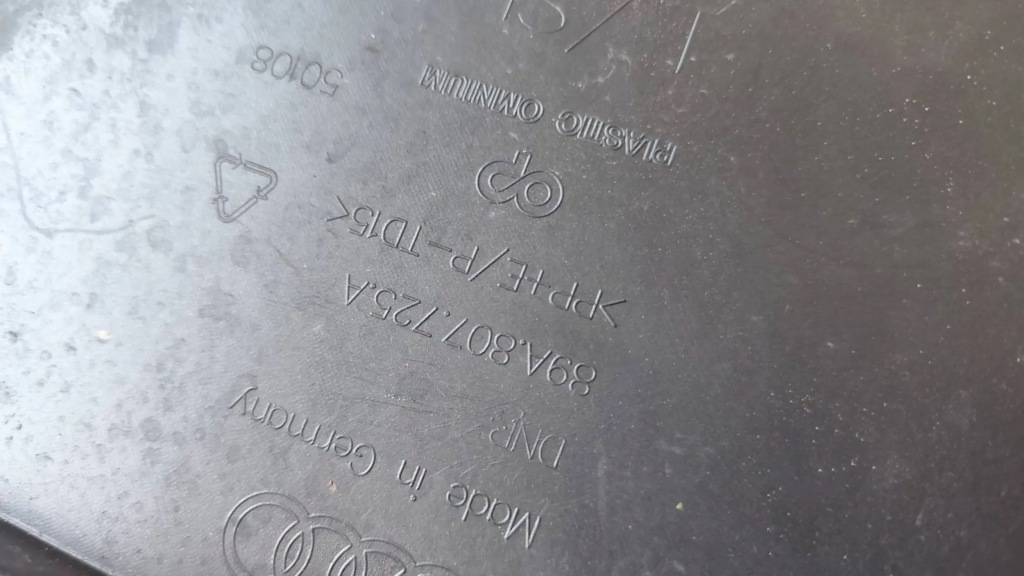 Made in Germany
DNR
89A.807.725.A
>PP+E/P-TD15<
PLASTIC OMNIUM
50108